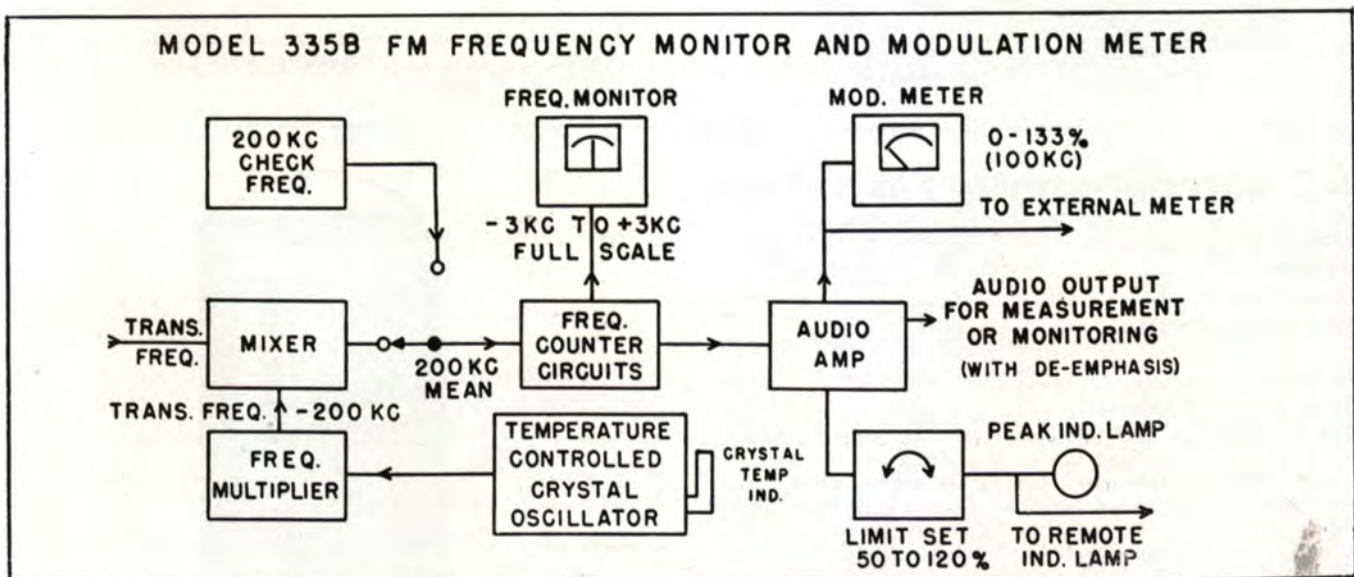 MODEL 335B FM FREQUENCY MONITOR AND MODULATION METER
200 KC
CHECK
FREQ.
FREQ. MONITOR
-3KC TO +3KC
FULL SCALE
MOD. METER
0-133%
(100KC)
TO EXTERNAL METER
TRANS.
FREQ.
MIXER
200KC
MEAN
FREQ.
COUNTER
CIRCUITS
AUDIO
AMP
AUDIO OUTPUT
FOR MEASUREMENT
OR MONITORING
(WITH DE-EMPHASIS)
TRANS. FREQ. -200 KC
FREQ.
MULTIPLIER
TEMPERATURE
CONTROLLED
CRYSTAL
OSCILLATOR
CRYSTAL
TEMP
IND.
LIMIT SET
50 TO 120%
PEAK IND. LAMP
TO REMOTE
IND. LAMP